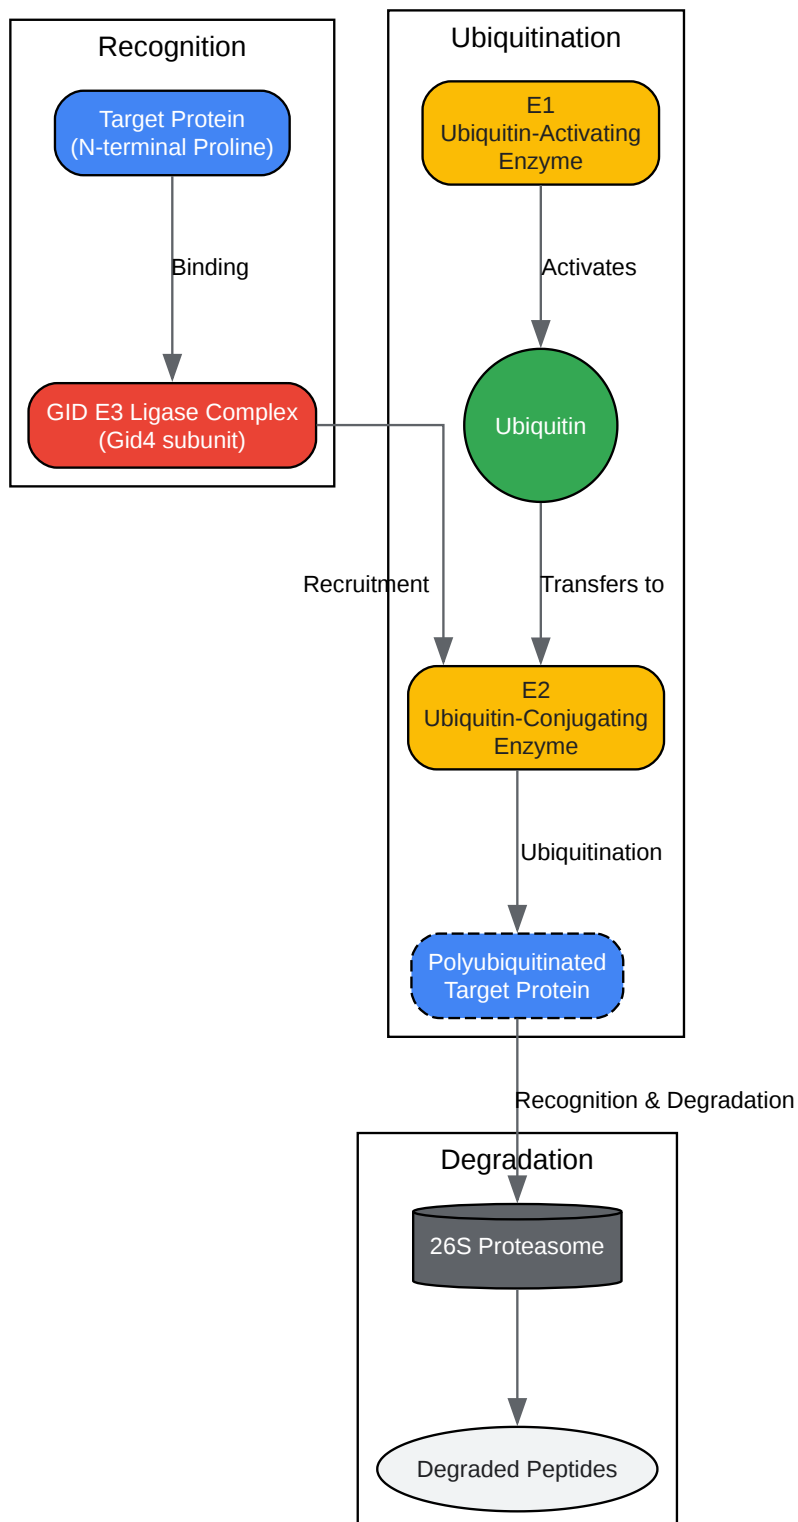 Recognition
Target Protein
(N-terminal Proline)
Binding
GID E3 Ligase Complex
(Gid4 subunit)
Recruitment
Ubiquitination
E1
Ubiquitin-Activating
Enzyme
Activates
Ubiquitin
Transfers to
E2
Ubiquitin-Conjugating
Enzyme
Ubiquitination
Polyubiquitinated
Target Protein
Recognition & Degradation
Degradation
26S Proteasome
Degraded Peptides